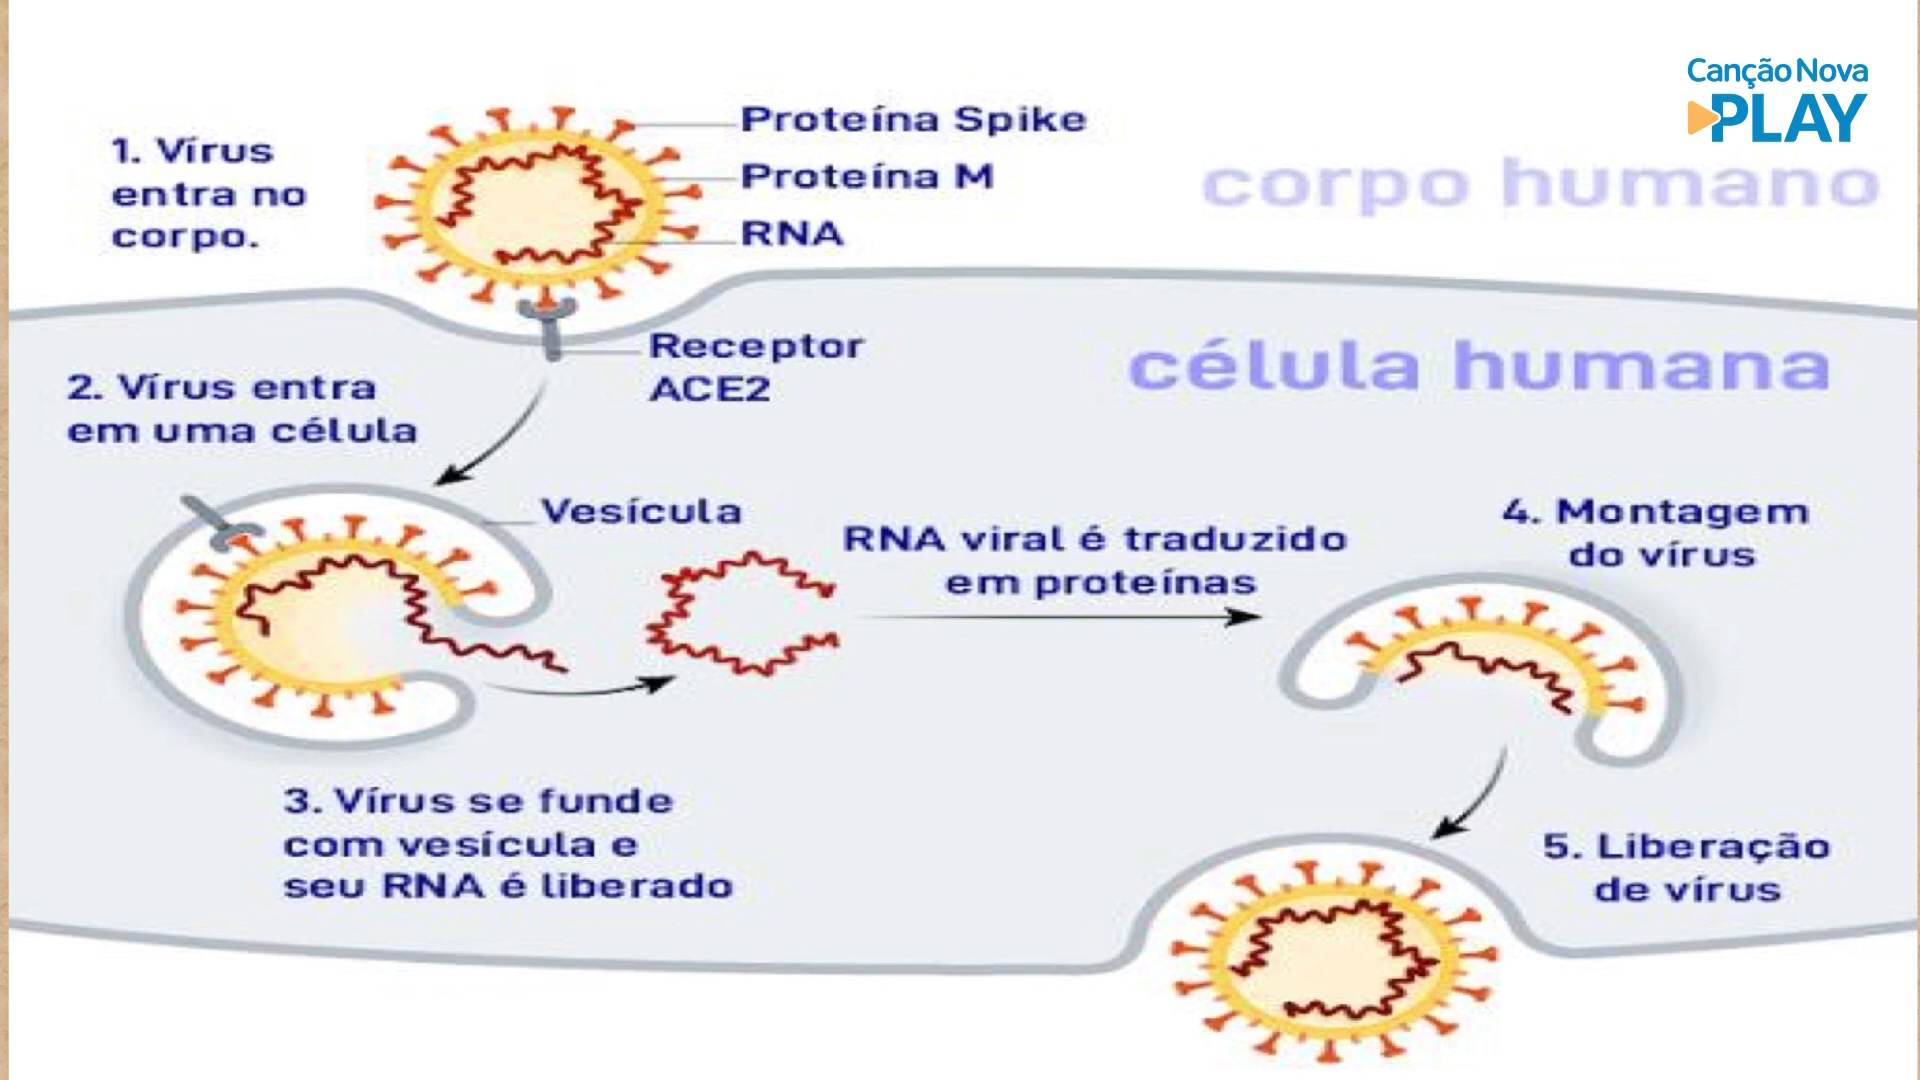 Canção Nova
PLAY
1. Vírus
entra no
corpo.
Proteína Spike
Proteína M
RNA
corpo humano
Receptor
ACE2
célula humana
2. Vírus entra
em uma célula
Vesícula
RNA viral é traduzido
em proteínas
4. Montagem
do vírus
3. Vírus se funde
com vesícula e
seu RNA é liberado
5. Liberação
de vírus